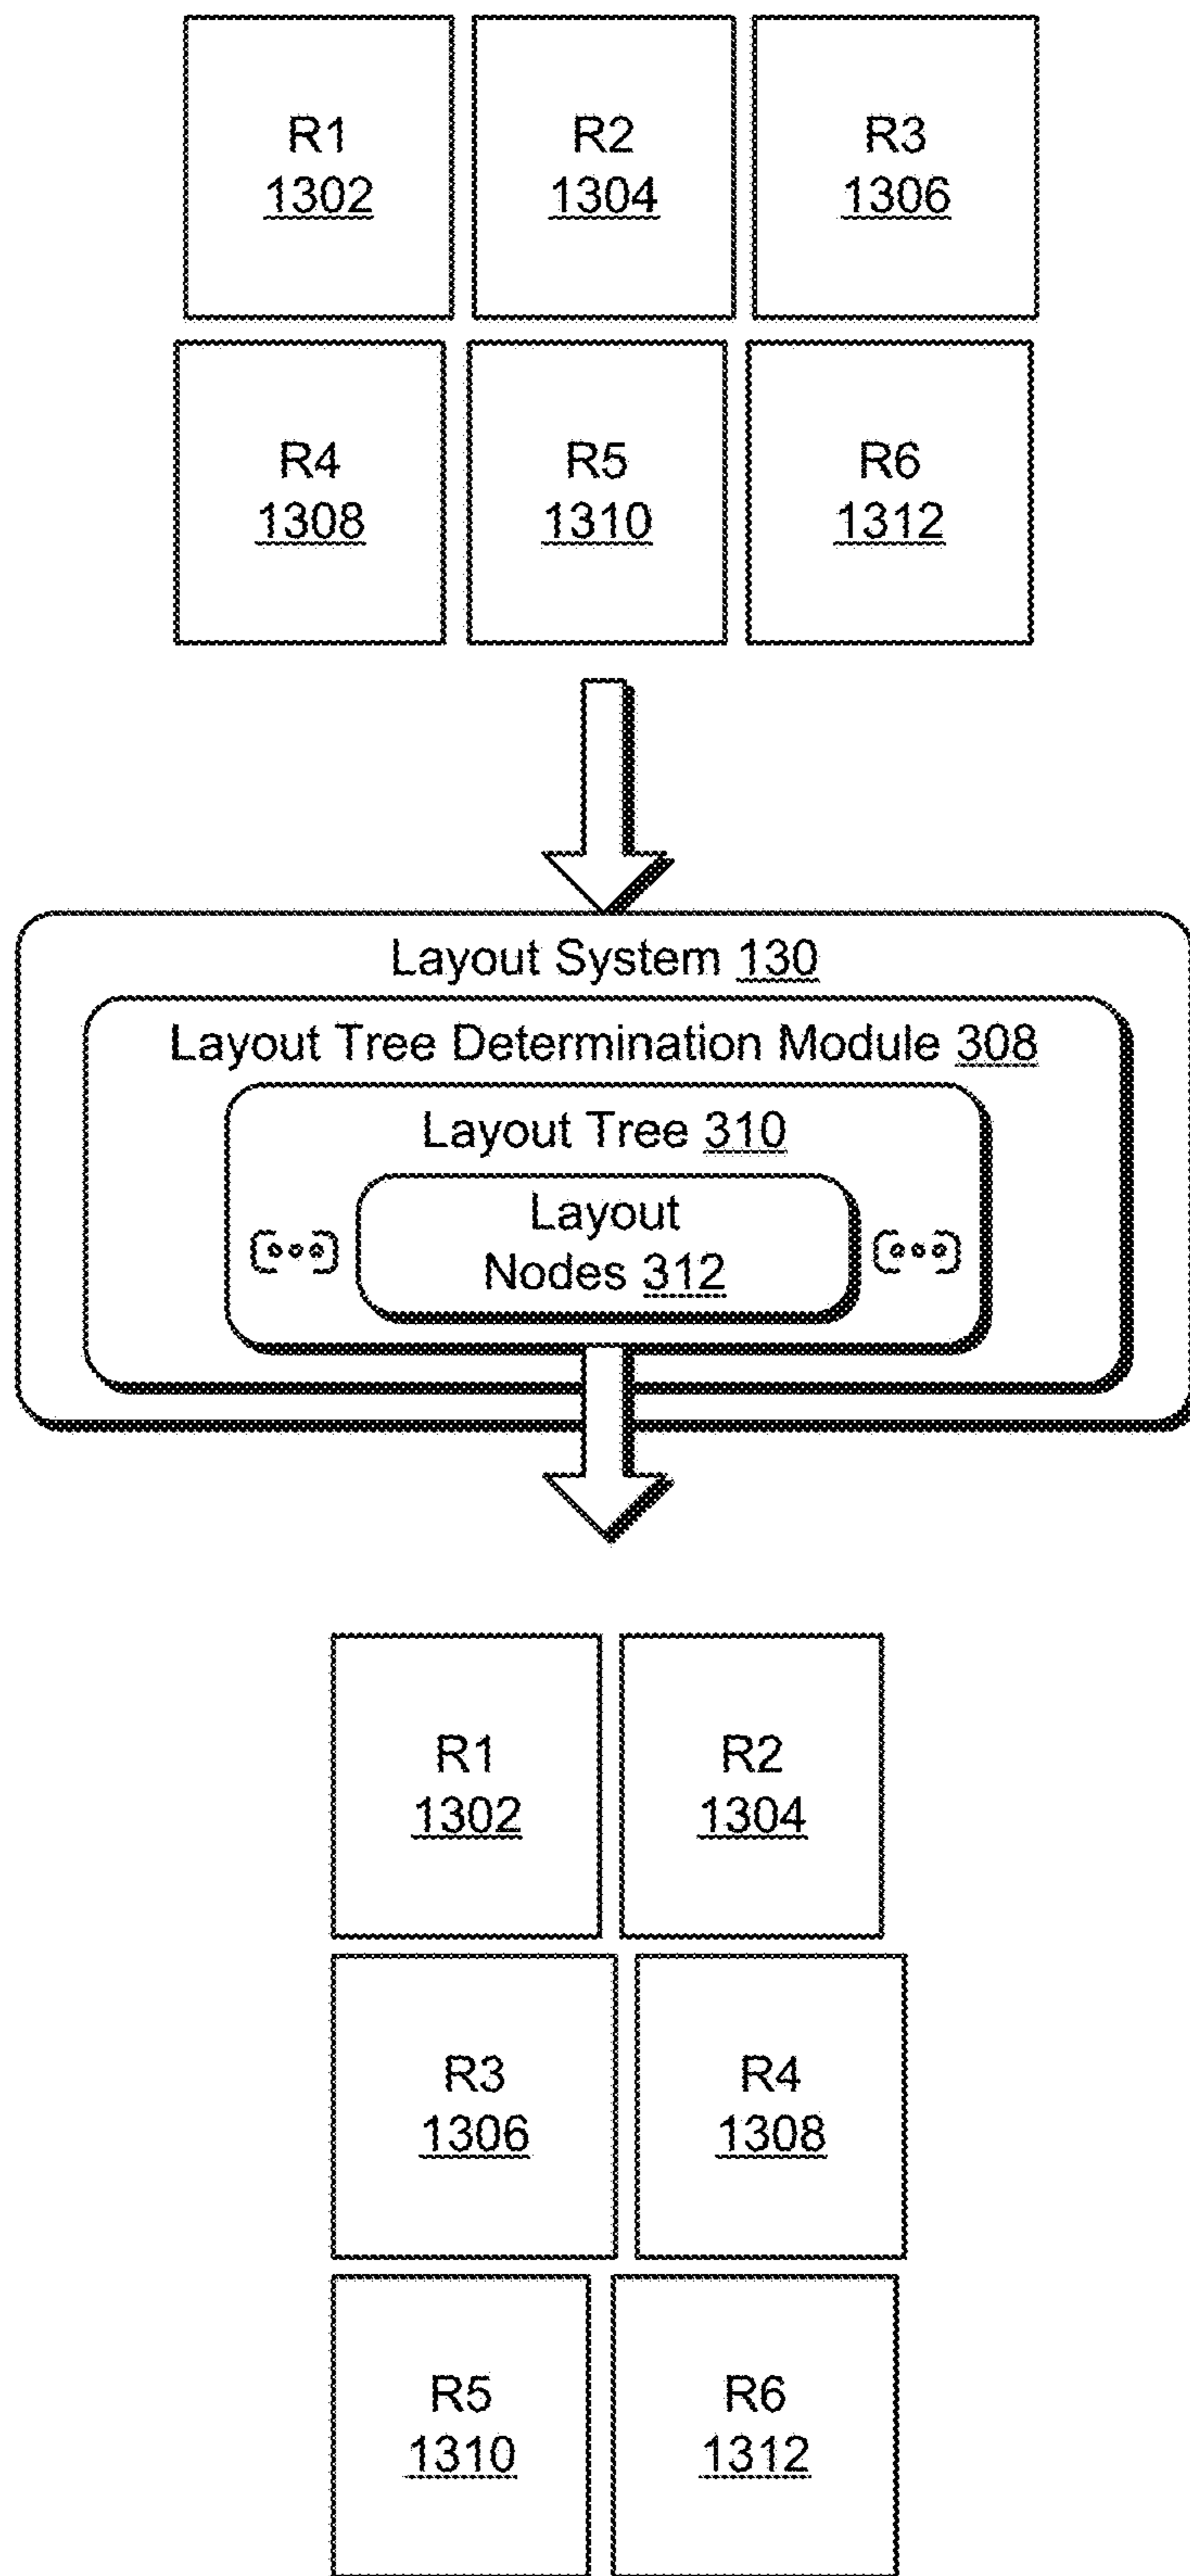 R1 R2 R3
1302 1304 1306
R4 R5 R6
1308 1310 1312
Layout System 130
Layout Tree Determination Module 308
Layout Tree 310
Layout
Nodes 312
R1 R2
1302 1304
R3 R4
1306 1308
R5 R6
1310 1312